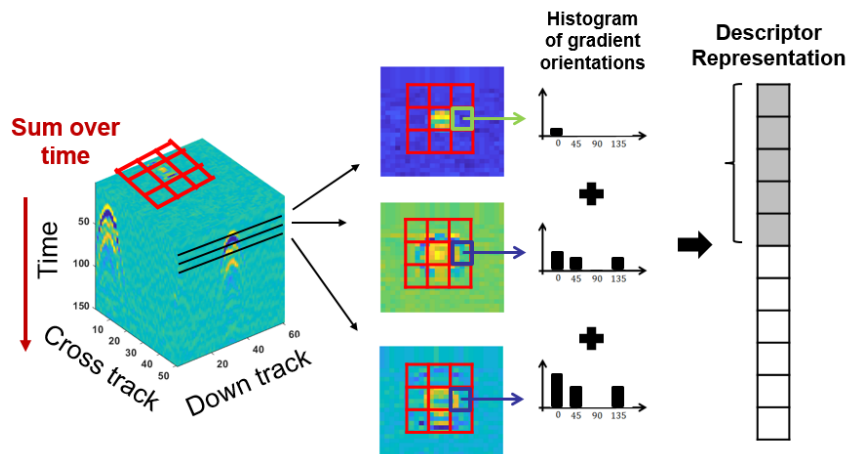 Sum over
time
Time
50
100
150
10
20
30
40
50
Cross track
20
40
60
Down track
Histogram
of gradient
orientations
0 45 90 135
0 45 90 135
0 45 90 135
Descriptor
Representation